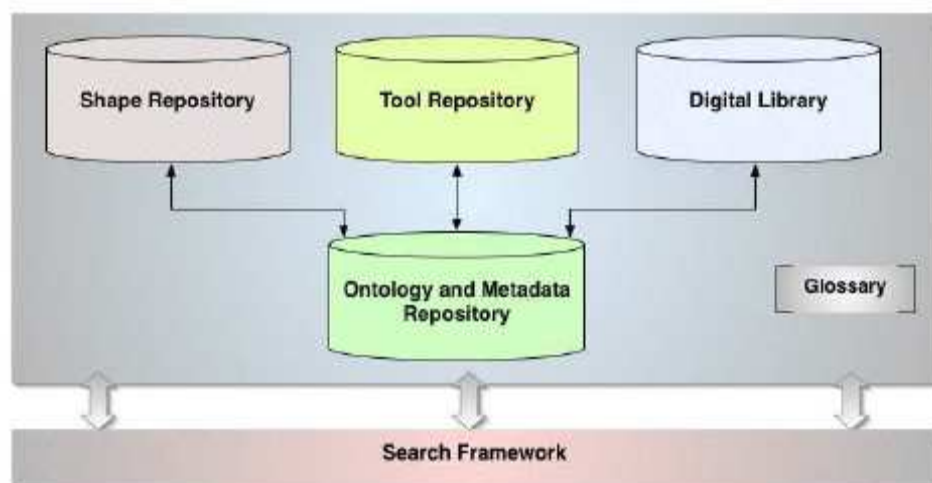 Shape Repository
Tool Repository
Digital Library
Ontology and Metadata
Repository
Glossary
Search Framework